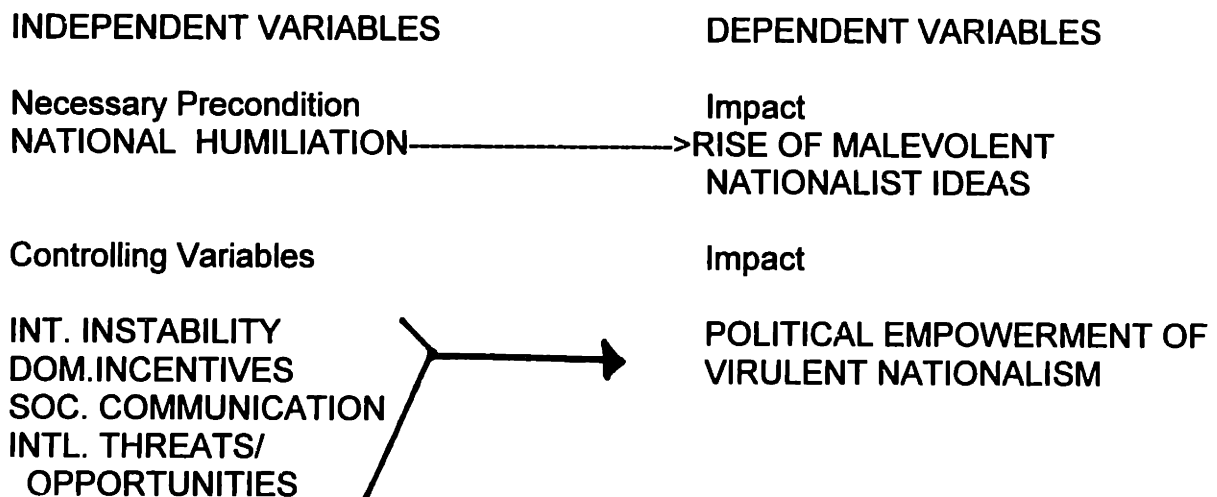 INDEPENDENT VARIABLES
DEPENDENT VARIABLES
Necessary Precondition
Impact
NATIONAL HUMILIATION-------------------->RISE OF MALEVOLENT
NATIONALIST IDEAS
Controlling Variables
Impact
INT. INSTABILITY
DOM.INCENTIVES
SOC. COMMUNICATION
INTL. THREATS/
OPPORTUNITIES
POLITICAL EMPOWERMENT OF
VIRULENT NATIONALISM